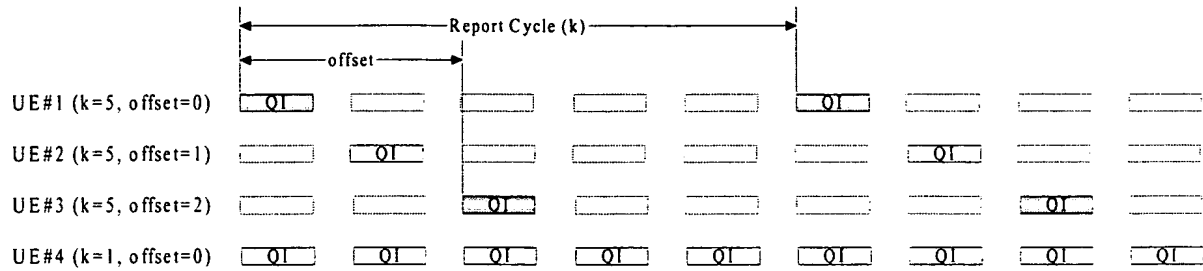 Report Cycle (k)
offset
UE#1 (k=5, offset=0) QI QI
UE#2 (k=5, offset=1) QI QI
UE#3 (k=5, offset=2) QI QI
UE#4 (k=1, offset=0) QI QI QI QI QI QI QI QI QI